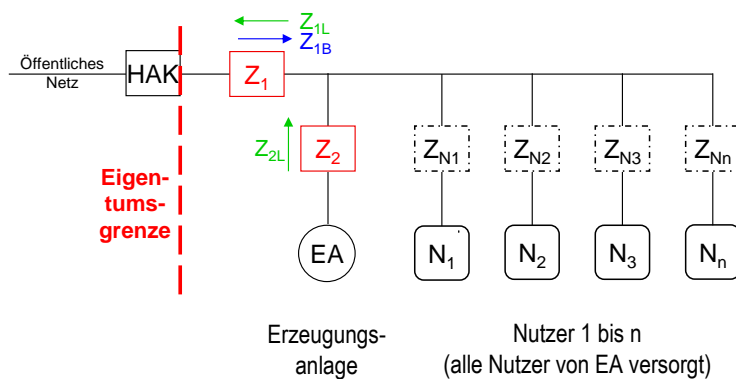 Z1L
Z1B
Öffentliches
Netz
HAK
Z1
Z2L
Z2
ZN1
ZN2
ZN3
ZNn
Eigen-
tums-
grenze
EA
N1
N2
N3
Nn
Erzeugungs-
anlage
Nutzer 1 bis n
(alle Nutzer von EA versorgt)